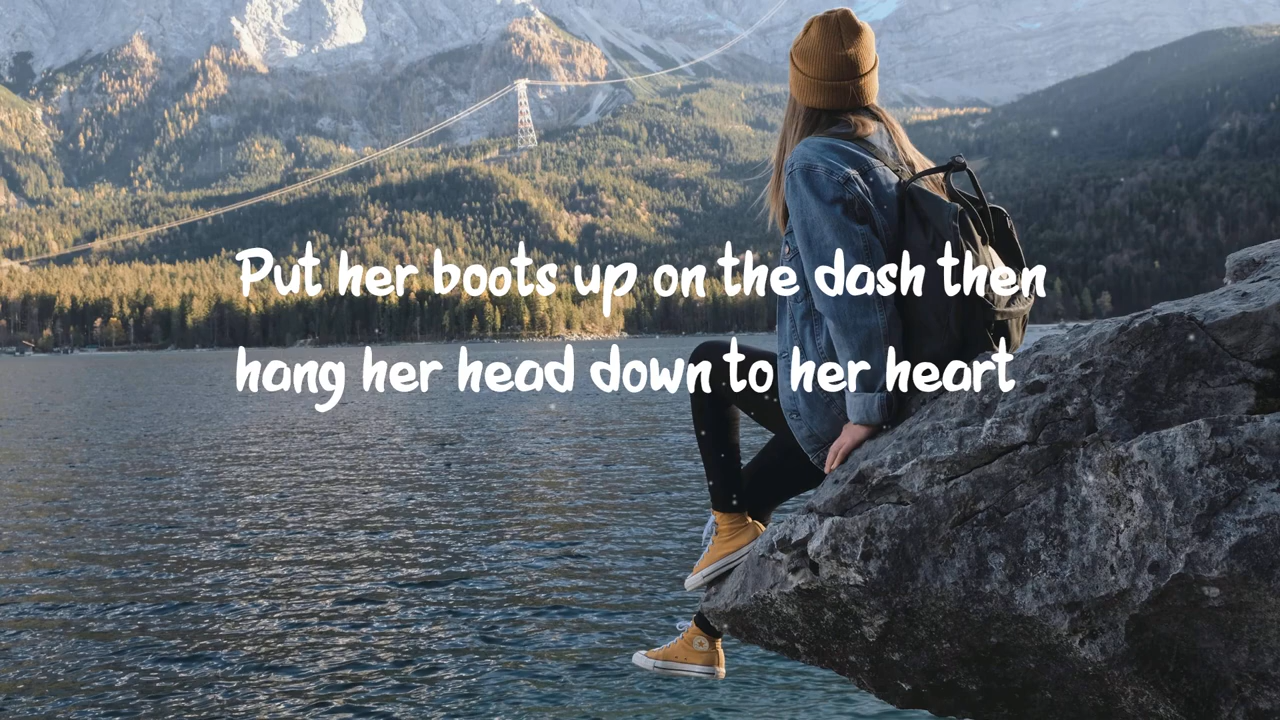 Put her boots up on the dash then
hang her head down to her heart